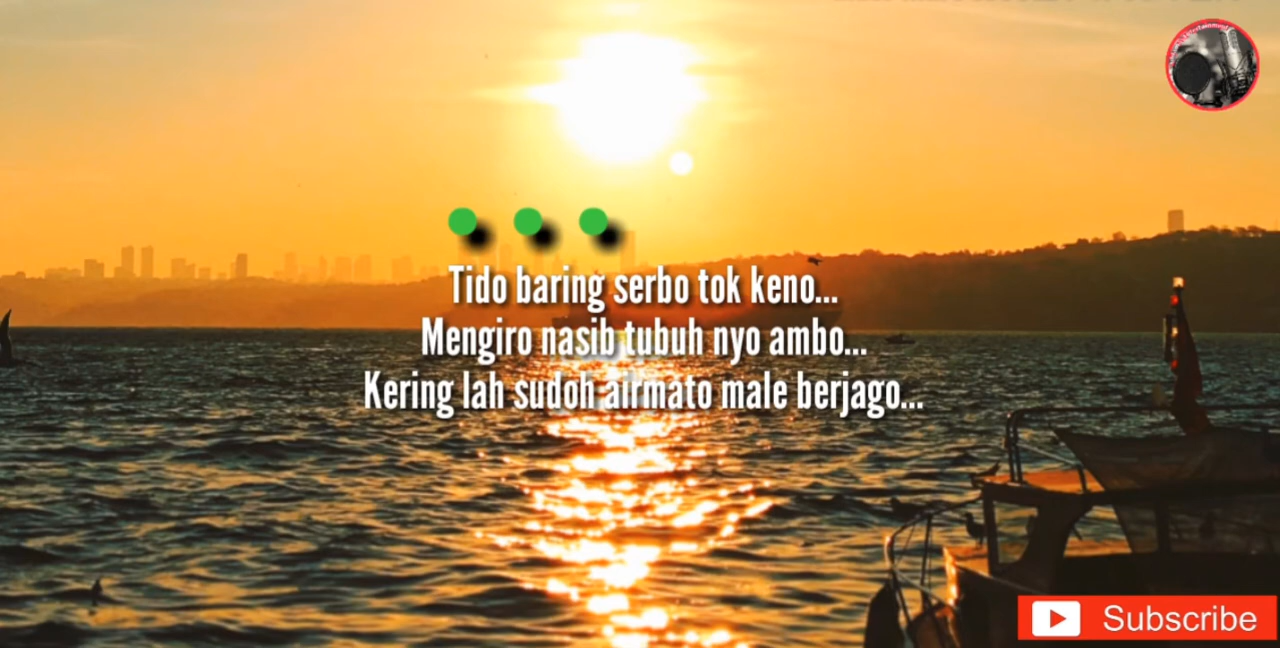 Tido baring serbo tok keno...
Mengiro nasib tubuh nyo ambo...
Kering lah sudoh airmato male berjago...
Subscribe